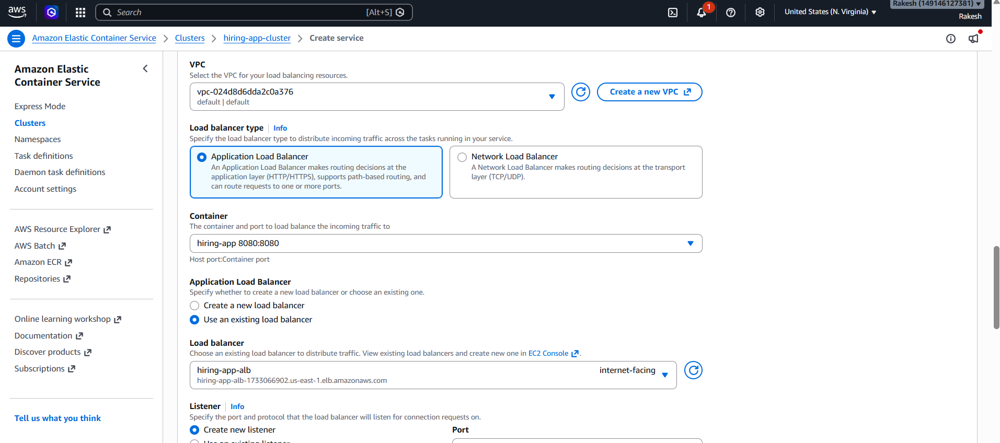 aws
Search
[Alt+S]
1
United States (N. Virginia)
Rakesh (149146127381)
Rakesh
Amazon Elastic Container Service
Clusters
hiring-app-cluster
Create service
Amazon Elastic
Container Service
Express Mode
Clusters
Namespaces
Task definitions
Daemon task definitions
Account settings
AWS Resource Explorer
AWS Batch
Amazon ECR
Repositories
Online learning workshop
Documentation
Discover products
Subscriptions
Tell us what you think
VPC
Select the VPC for your load balancing resources.
vpc-024d8d6dda2c0a376
default | default
Create a new VPC
Load balancer type
Info
Specify the load balancer type to distribute incoming traffic across the tasks running in your service.
Application Load Balancer
An Application Load Balancer makes routing decisions at the
application layer (HTTP/HTTPS), supports path-based routing, and
can route requests to one or more ports.
Network Load Balancer
A Network Load Balancer makes routing decisions at the transport
layer (TCP/UDP).
Container
The container and port to load balance the incoming traffic to
hiring-app 8080:8080
Host port:Container port
Application Load Balancer
Specify whether to create a new load balancer or choose an existing one.
Create a new load balancer
Use an existing load balancer
Load balancer
Choose an existing load balancer to distribute traffic. View existing load balancers and create new one in EC2 Console.
hiring-app-alb
internet-facing
hiring-app-alb-1733066902.us-east-1.elb.amazonaws.com
Listener
Info
Specify the port and protocol that the load balancer will listen for connection requests on.
Create new listener
Port
Use an existing listener